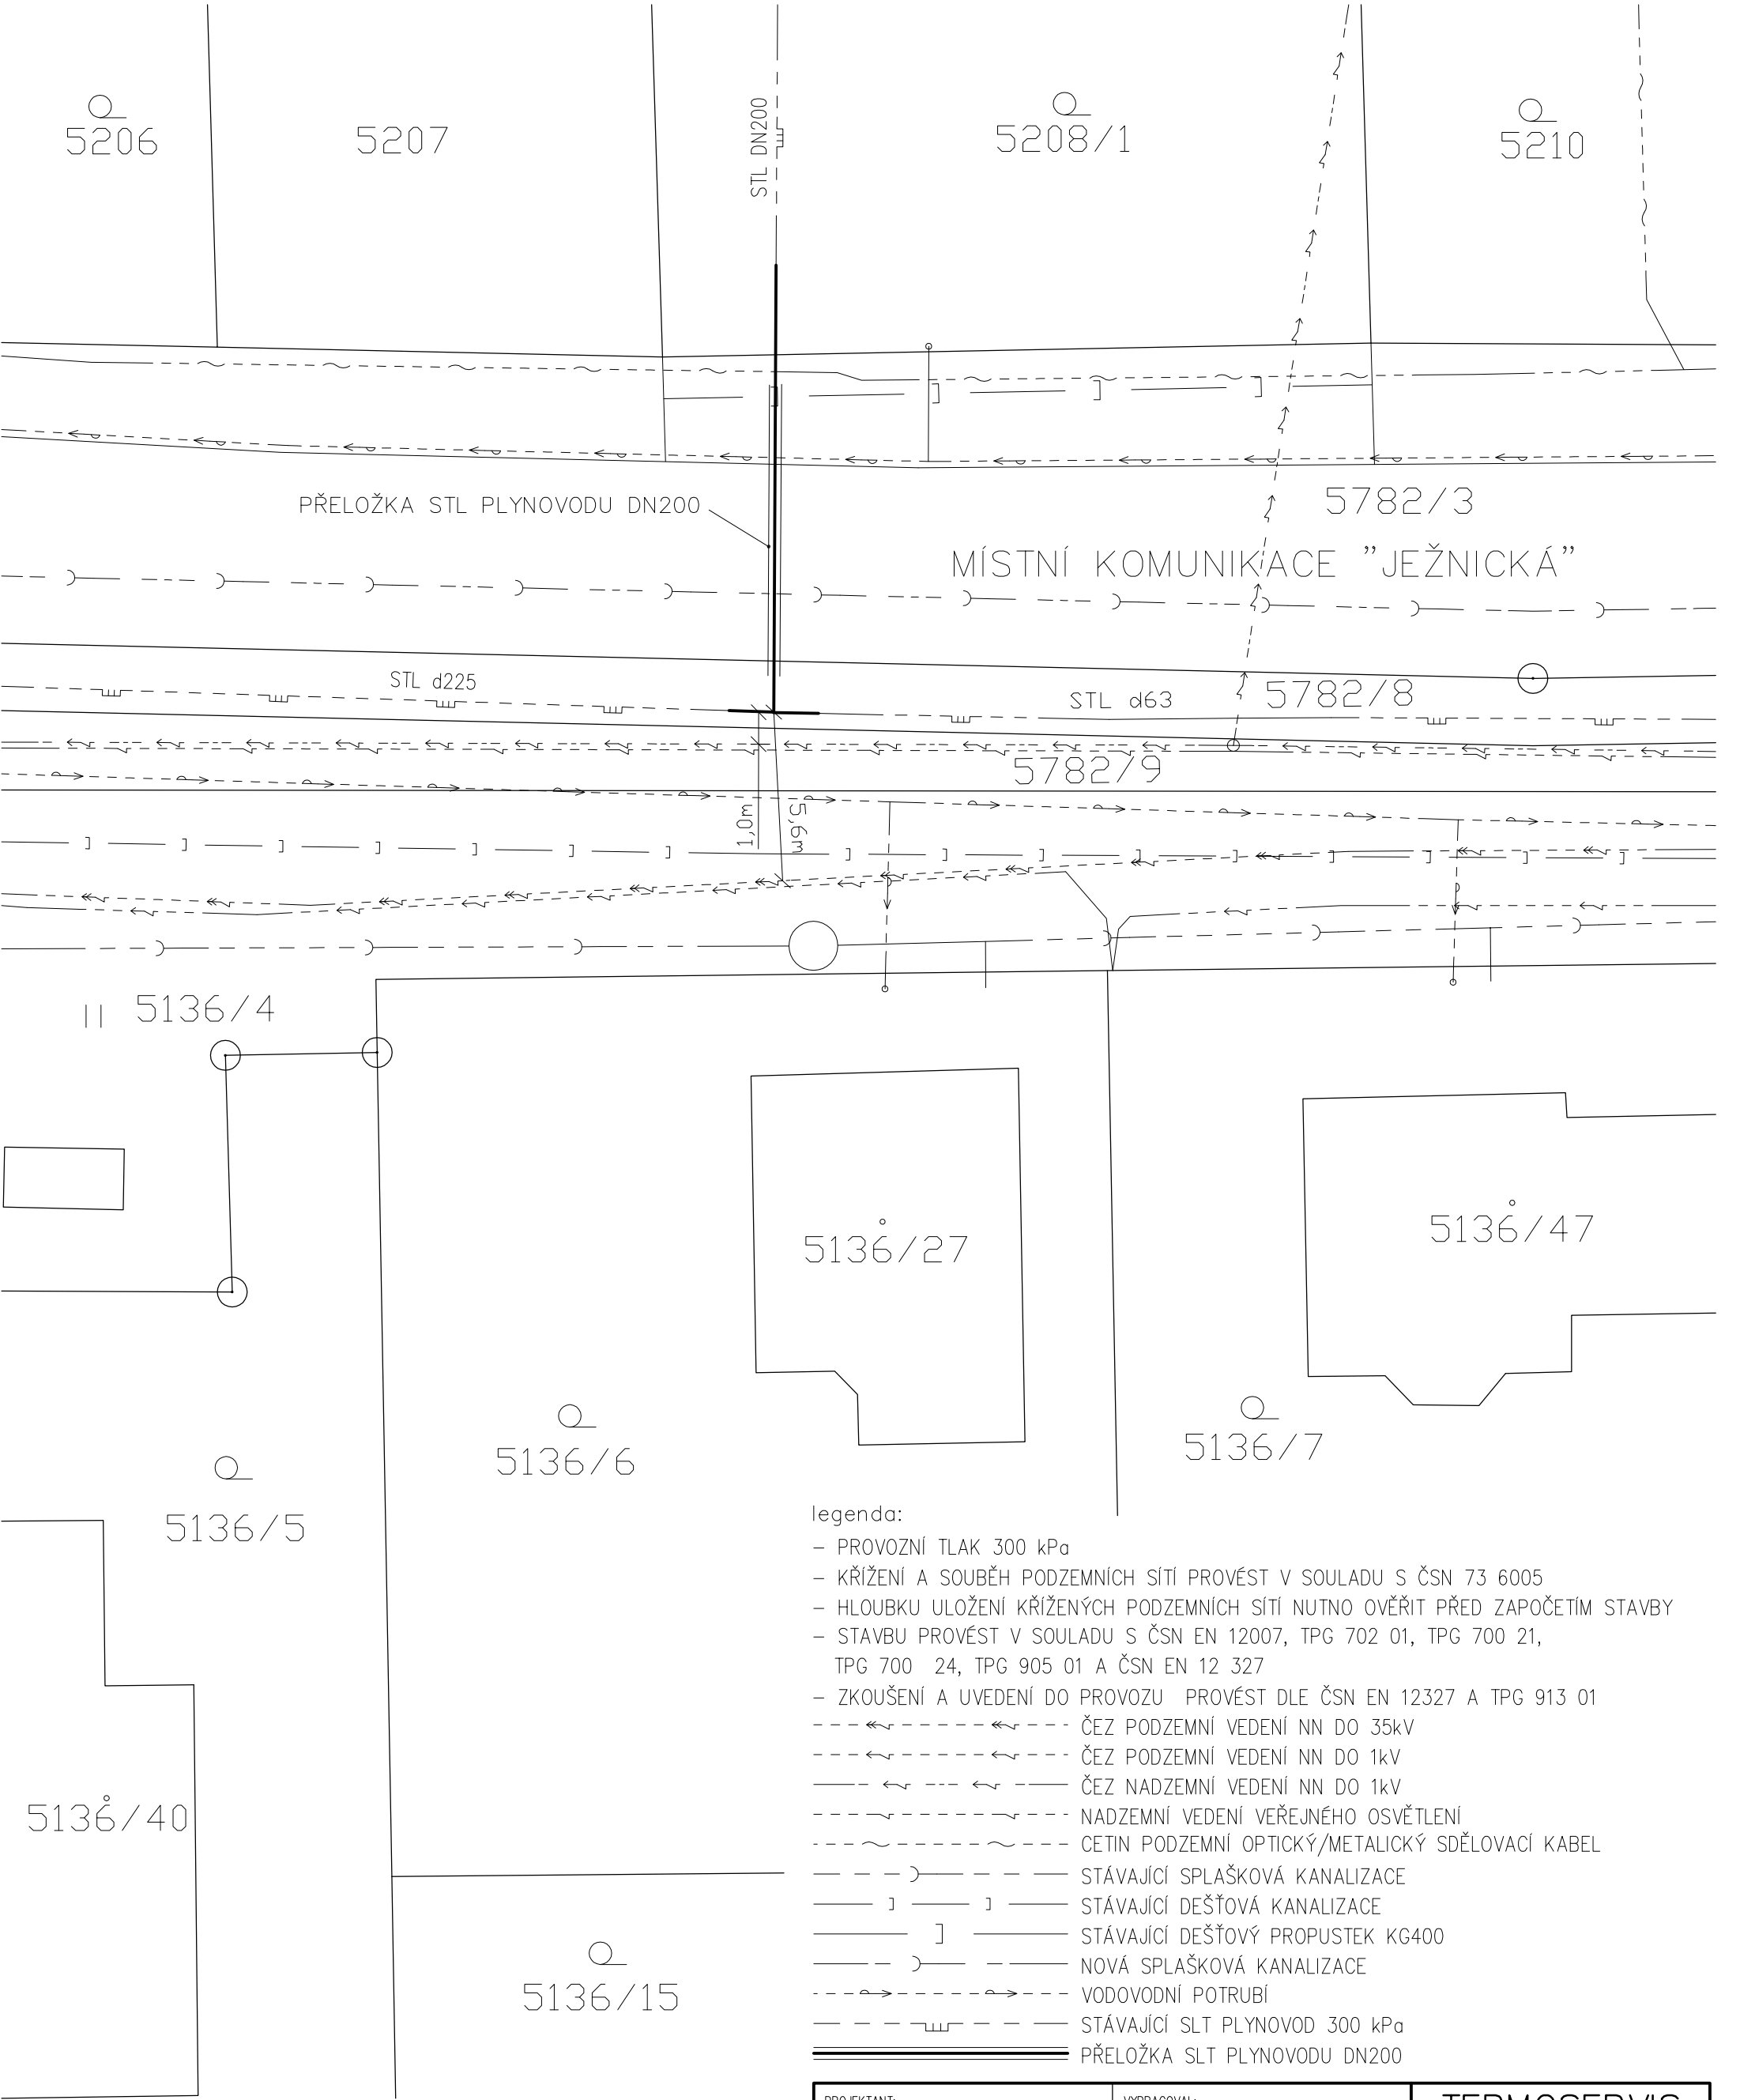 5206
5207
STL DN200
5208/1
5210
PŘELOŽKA STL PLYNOVODU DN200
5782/3
MÍSTNÍ KOMUNIKACE "JEŽNICKÁ"
STL d225
STL d63
5782/8
5782/9
1,0m
5,6m
5136/4
5136/27
5136/47
5136/6
5136/7
5136/5
5136/40
5136/15
legenda:
– PROVOZNÍ TLAK 300 kPa
– KŘÍŽENÍ A SOUBĚH PODZEMNÍCH SÍTÍ PROVÉST V SOULADU S ČSN 73 6005
– HLOUBKU ULOŽENÍ KŘÍŽENÝCH PODZEMNÍCH SÍTÍ NUTNO OVĚŘIT PŘED ZAPOČETÍM STAVBY
– STAVBU PROVÉST V SOULADU S ČSN EN 12007, TPG 702 01, TPG 700 21,
TPG 700 24, TPG 905 01 A ČSN EN 12 327
– ZKOUŠENÍ A UVEDENÍ DO PROVOZU PROVÉST DLE ČSN EN 12327 A TPG 913 01
ČEZ PODZEMNÍ VEDENÍ NN DO 35kV
ČEZ PODZEMNÍ VEDENÍ NN DO 1kV
ČEZ NADZEMNÍ VEDENÍ NN DO 1kV
NADZEMNÍ VEDENÍ VEŘEJNÉHO OSVĚTLENÍ
CETIN PODZEMNÍ OPTICKÝ/METALICKÝ SDĚLOVACÍ KABEL
STÁVAJÍCÍ SPLAŠKOVÁ KANALIZACE
STÁVAJÍCÍ DEŠŤOVÁ KANALIZACE
STÁVAJÍCÍ DEŠŤOVÝ PROPUSTEK KG400
NOVÁ SPLAŠKOVÁ KANALIZACE
VODOVODNÍ POTRUBÍ
STÁVAJÍCÍ SLT PLYNOVOD 300 kPa
PŘELOŽKA SLT PLYNOVODU DN200
PROJEKTANT:
VYPRACOVAL:
TERMOSERVIS